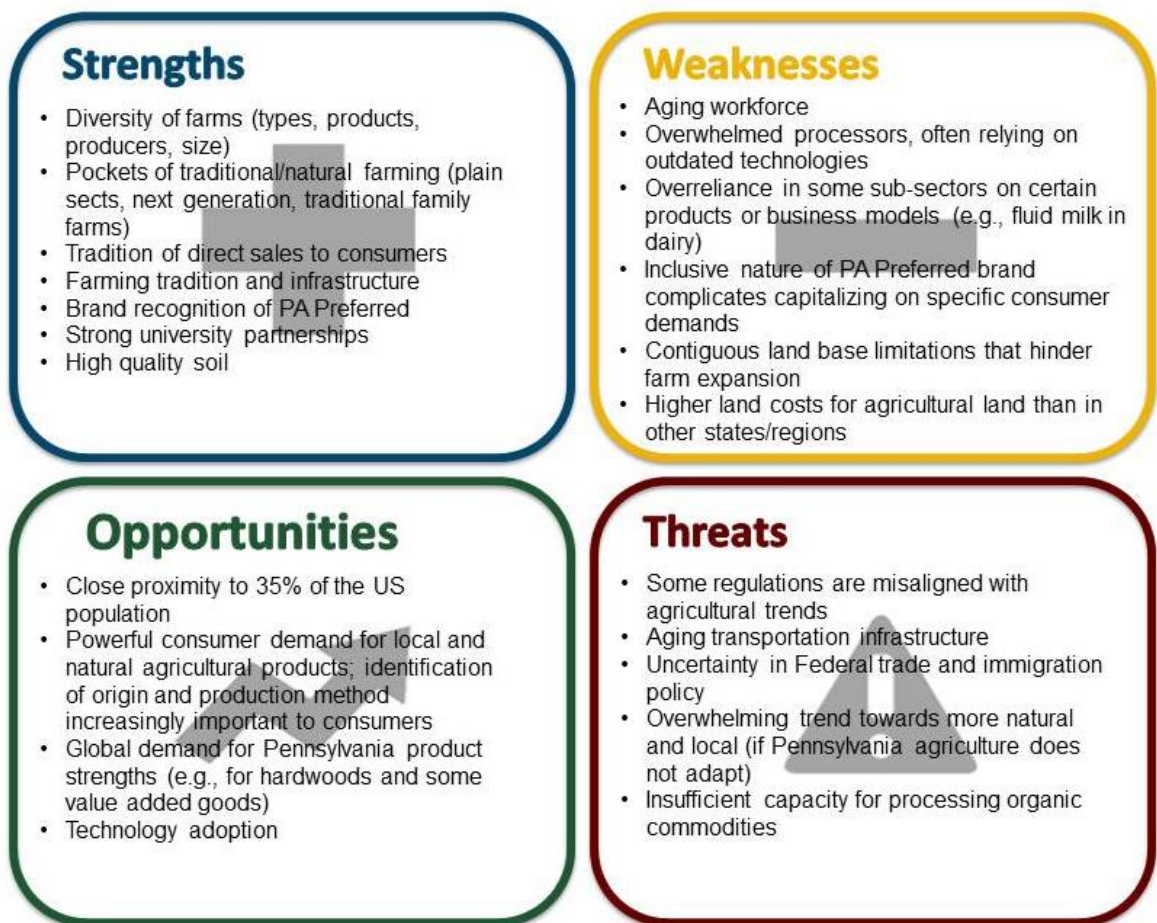 Strengths
• Diversity of farms (types, products,
producers, size)
• Pockets of traditional/natural farming (plain
sects, next generation, traditional family
farms)
• Tradition of direct sales to consumers
• Farming tradition and infrastructure
• Brand recognition of PA Preferred
• Strong university partnerships
• High quality soil
Weaknesses
• Aging workforce
• Overwhelmed processors, often relying on
outdated technologies
• Overreliance in some sub-sectors on certain
products or business models (e.g., fluid milk in
dairy)
• Inclusive nature of PA Preferred brand
complicates capitalizing on specific consumer
demands
• Contiguous land base limitations that hinder
farm expansion
• Higher land costs for agricultural land than in
other states/regions
Opportunities
• Close proximity to 35% of the US
population
• Powerful consumer demand for local and
natural agricultural products; identification
of origin and production method
increasingly important to consumers
• Global demand for Pennsylvania product
strengths (e.g., for hardwoods and some
value added goods)
• Technology adoption
Threats
• Some regulations are misaligned with
agricultural trends
• Aging transportation infrastructure
• Uncertainty in Federal trade and immigration
policy
• Overwhelming trend towards more natural
and local (if Pennsylvania agriculture does
not adapt)
• Insufficient capacity for processing organic
commodities